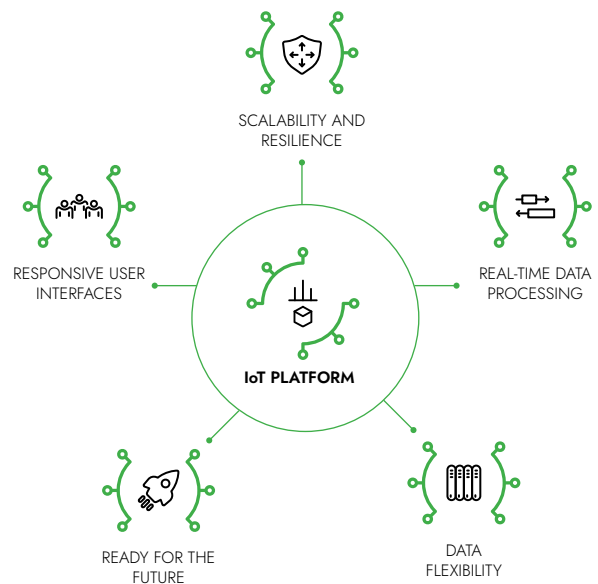 SCALABILITY AND
RESILIENCE
RESPONSIVE USER
INTERFACES
REAL-TIME DATA
PROCESSING
IoT PLATFORM
READY FOR THE
FUTURE
DATA
FLEXIBILITY